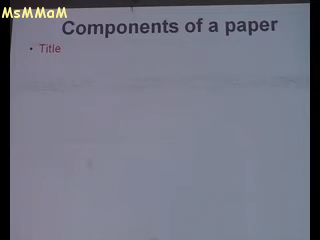 MsMMaM
Components of a paper
• Title